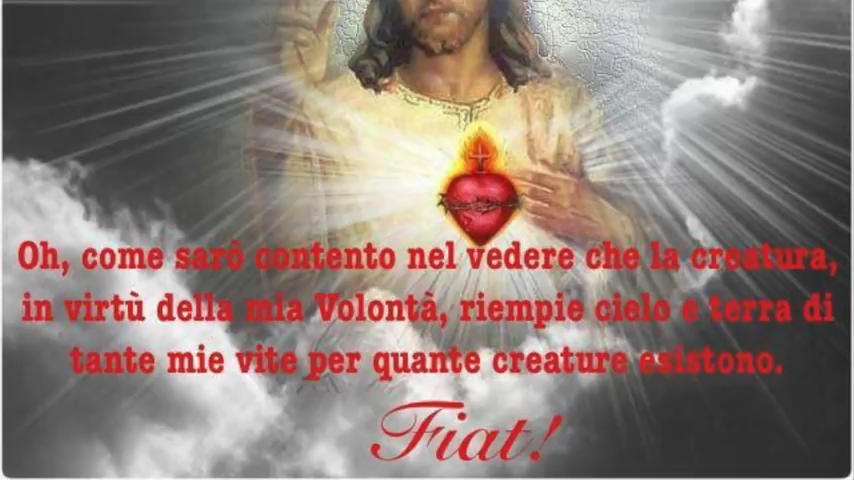 Oh, come sarò contento nel vedere che la creatura,
in virtù della mia Volontà, riempie cielo e terra di
tante mie vite per quante creature esistono.
Fiat!